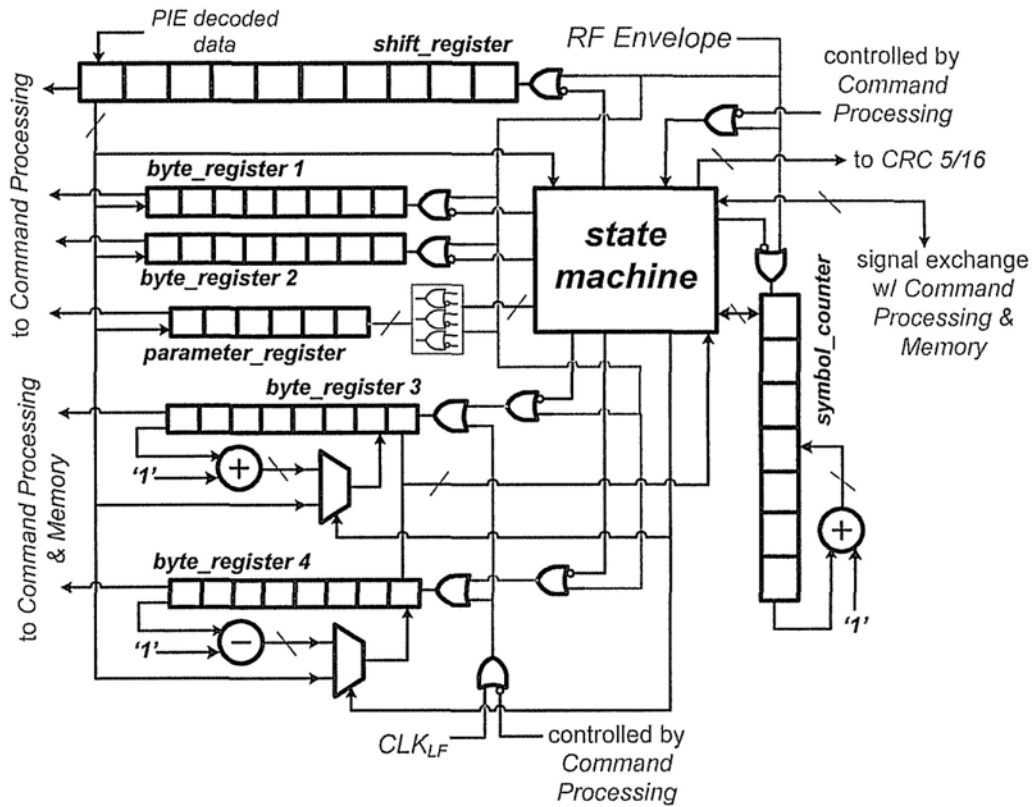 PIE decoded
data
shift_register
RF Envelope
controlled by
Command
Processing
to CRC 5/16
to Command Processing
byte_register 1
byte_register 2
state
machine
signal exchange
w/ Command
Processing &
Memory
parameter_register
symbol_counter
byte_register 3
'1'
+
to Command Processing
& Memory
+
'1'
byte_register 4
'1'
−
CLKLF
controlled by
Command
Processing